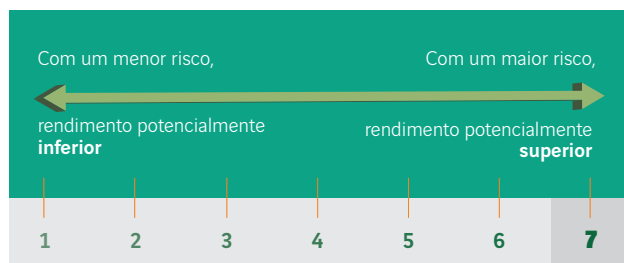 Com um menor risco,
Com um maior risco,
rendimento potencialmente
inferior
rendimento potencialmente
superior
1 2 3 4 5 6 7